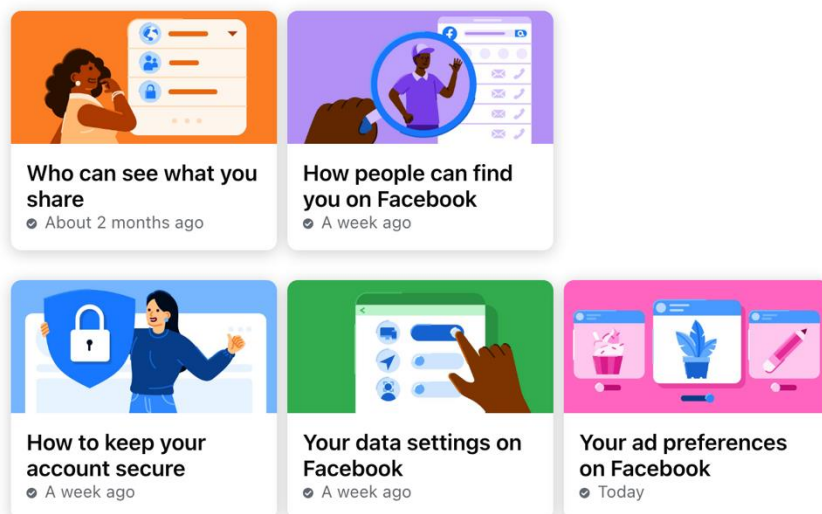 Who can see what you
share
About 2 months ago
How people can find
you on Facebook
A week ago
How to keep your
account secure
A week ago
Your data settings on
Facebook
A week ago
Your ad preferences
on Facebook
Today